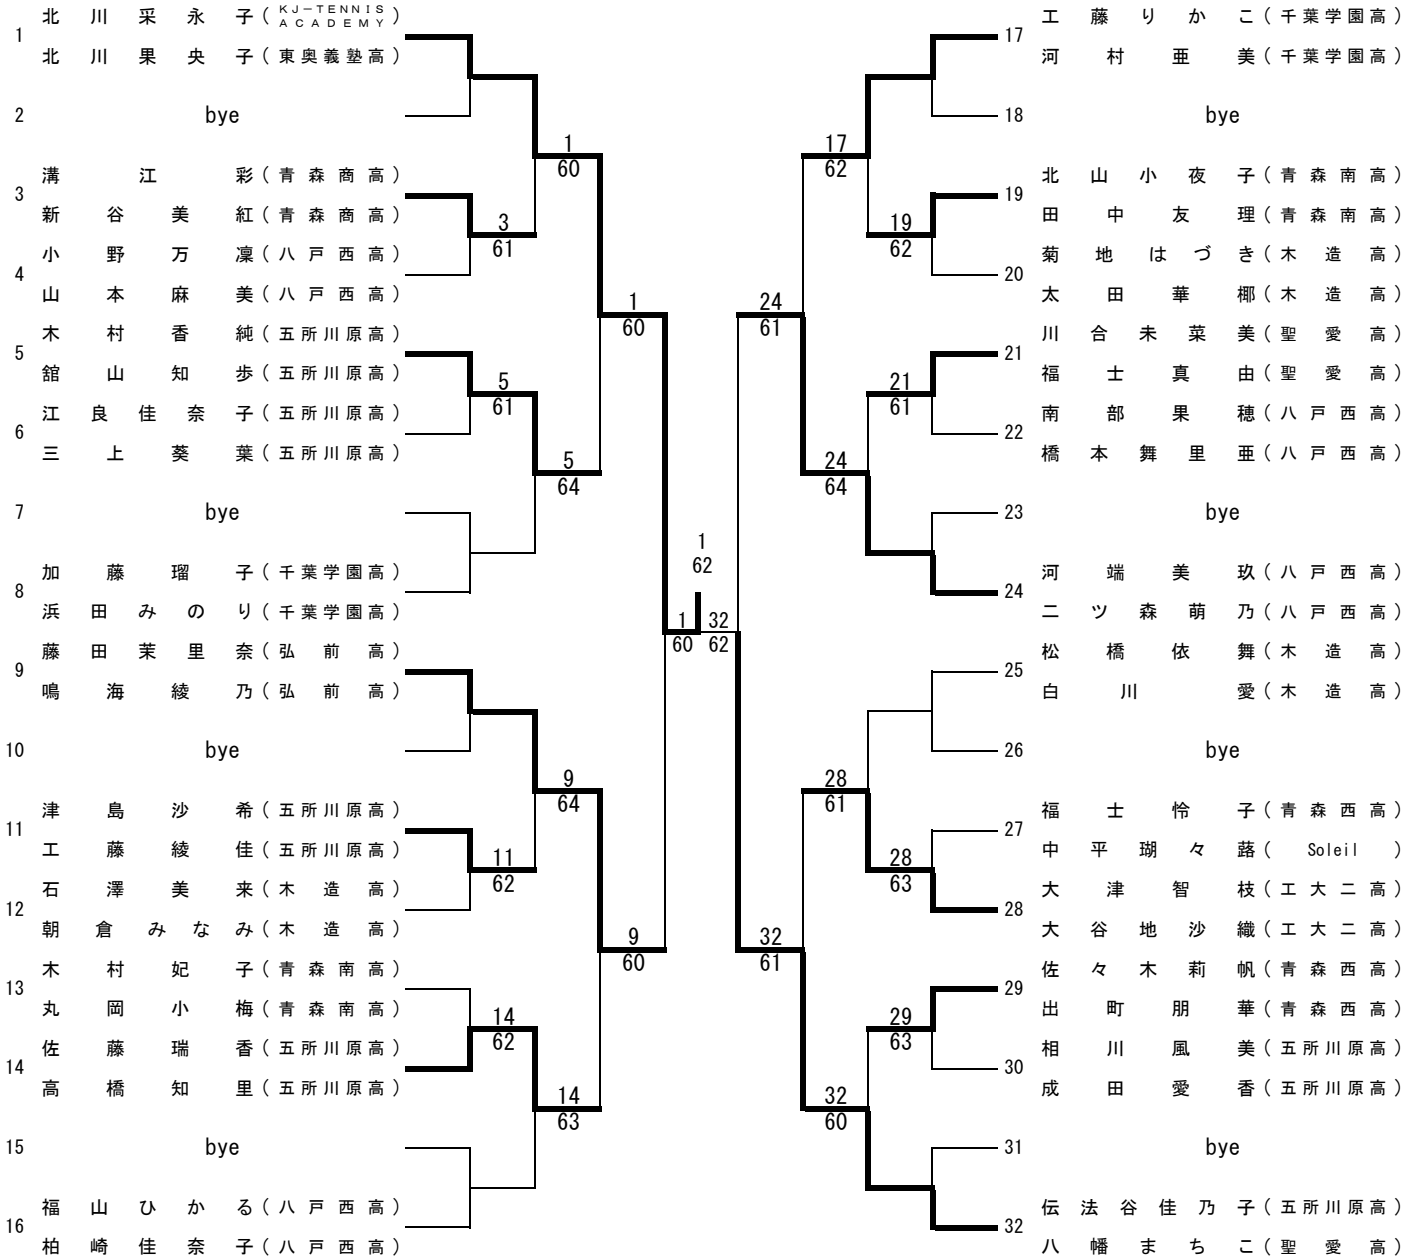 北川采永子(KJ-TENNIS ACADEMY)
1
北川果央子(東奥義塾高)
2 bye
溝江彩(青森商高)
3
新谷美紅(青森商高)
小野万凜(八戸西高)
4
山本麻美(八戸西高)
木村香純(五所川原高)
5
舘山知歩(五所川原高)
江良佳奈子(五所川原高)
6
三上葵葉(五所川原高)
7 bye
加藤瑠子(千葉学園高)
8
浜田みのり(千葉学園高)
藤田茉里奈(弘前高)
9
鳴海綾乃(弘前高)
10 bye
津島沙希(五所川原高)
11
工藤綾佳(五所川原高)
石澤美来(木造高)
12
朝倉みなみ(木造高)
木村妃子(青森南高)
13
丸岡小梅(青森南高)
佐藤瑞香(五所川原高)
14
高橋知里(五所川原高)
15 bye
福山ひかる(八戸西高)
16
柏崎佳奈子(八戸西高)
3
61
5
61
11
62
14
62
1
60
5
64
9
64
14
63
1
60
9
60
1
60
1
62
32
62
24
61
32
61
17
62
24
64
28
61
32
60
19
62
21
61
28
63
29
63
工藤りかこ(千葉学園高)
17
河村亜美(千葉学園高)
18 bye
北山小夜子(青森南高)
19
田中友理(青森南高)
菊地はづき(木造高)
20
太田華椰(木造高)
川合未菜美(聖愛高)
21
福士真由(聖愛高)
南部果穂(八戸西高)
22
橋本舞里亜(八戸西高)
23 bye
河端美玖(八戸西高)
24
二ツ森萌乃(八戸西高)
松橋依舞(木造高)
25
白川愛(木造高)
26 bye
福士怜子(青森西高)
27
中平瑚々蕗(Soleil)
大津智枝(工大二高)
28
大谷地沙織(工大二高)
佐々木莉帆(青森西高)
29
出町朋華(青森西高)
相川風美(五所川原高)
30
成田愛香(五所川原高)
31 bye
伝法谷佳乃子(五所川原高)
32
八幡まちこ(聖愛高)